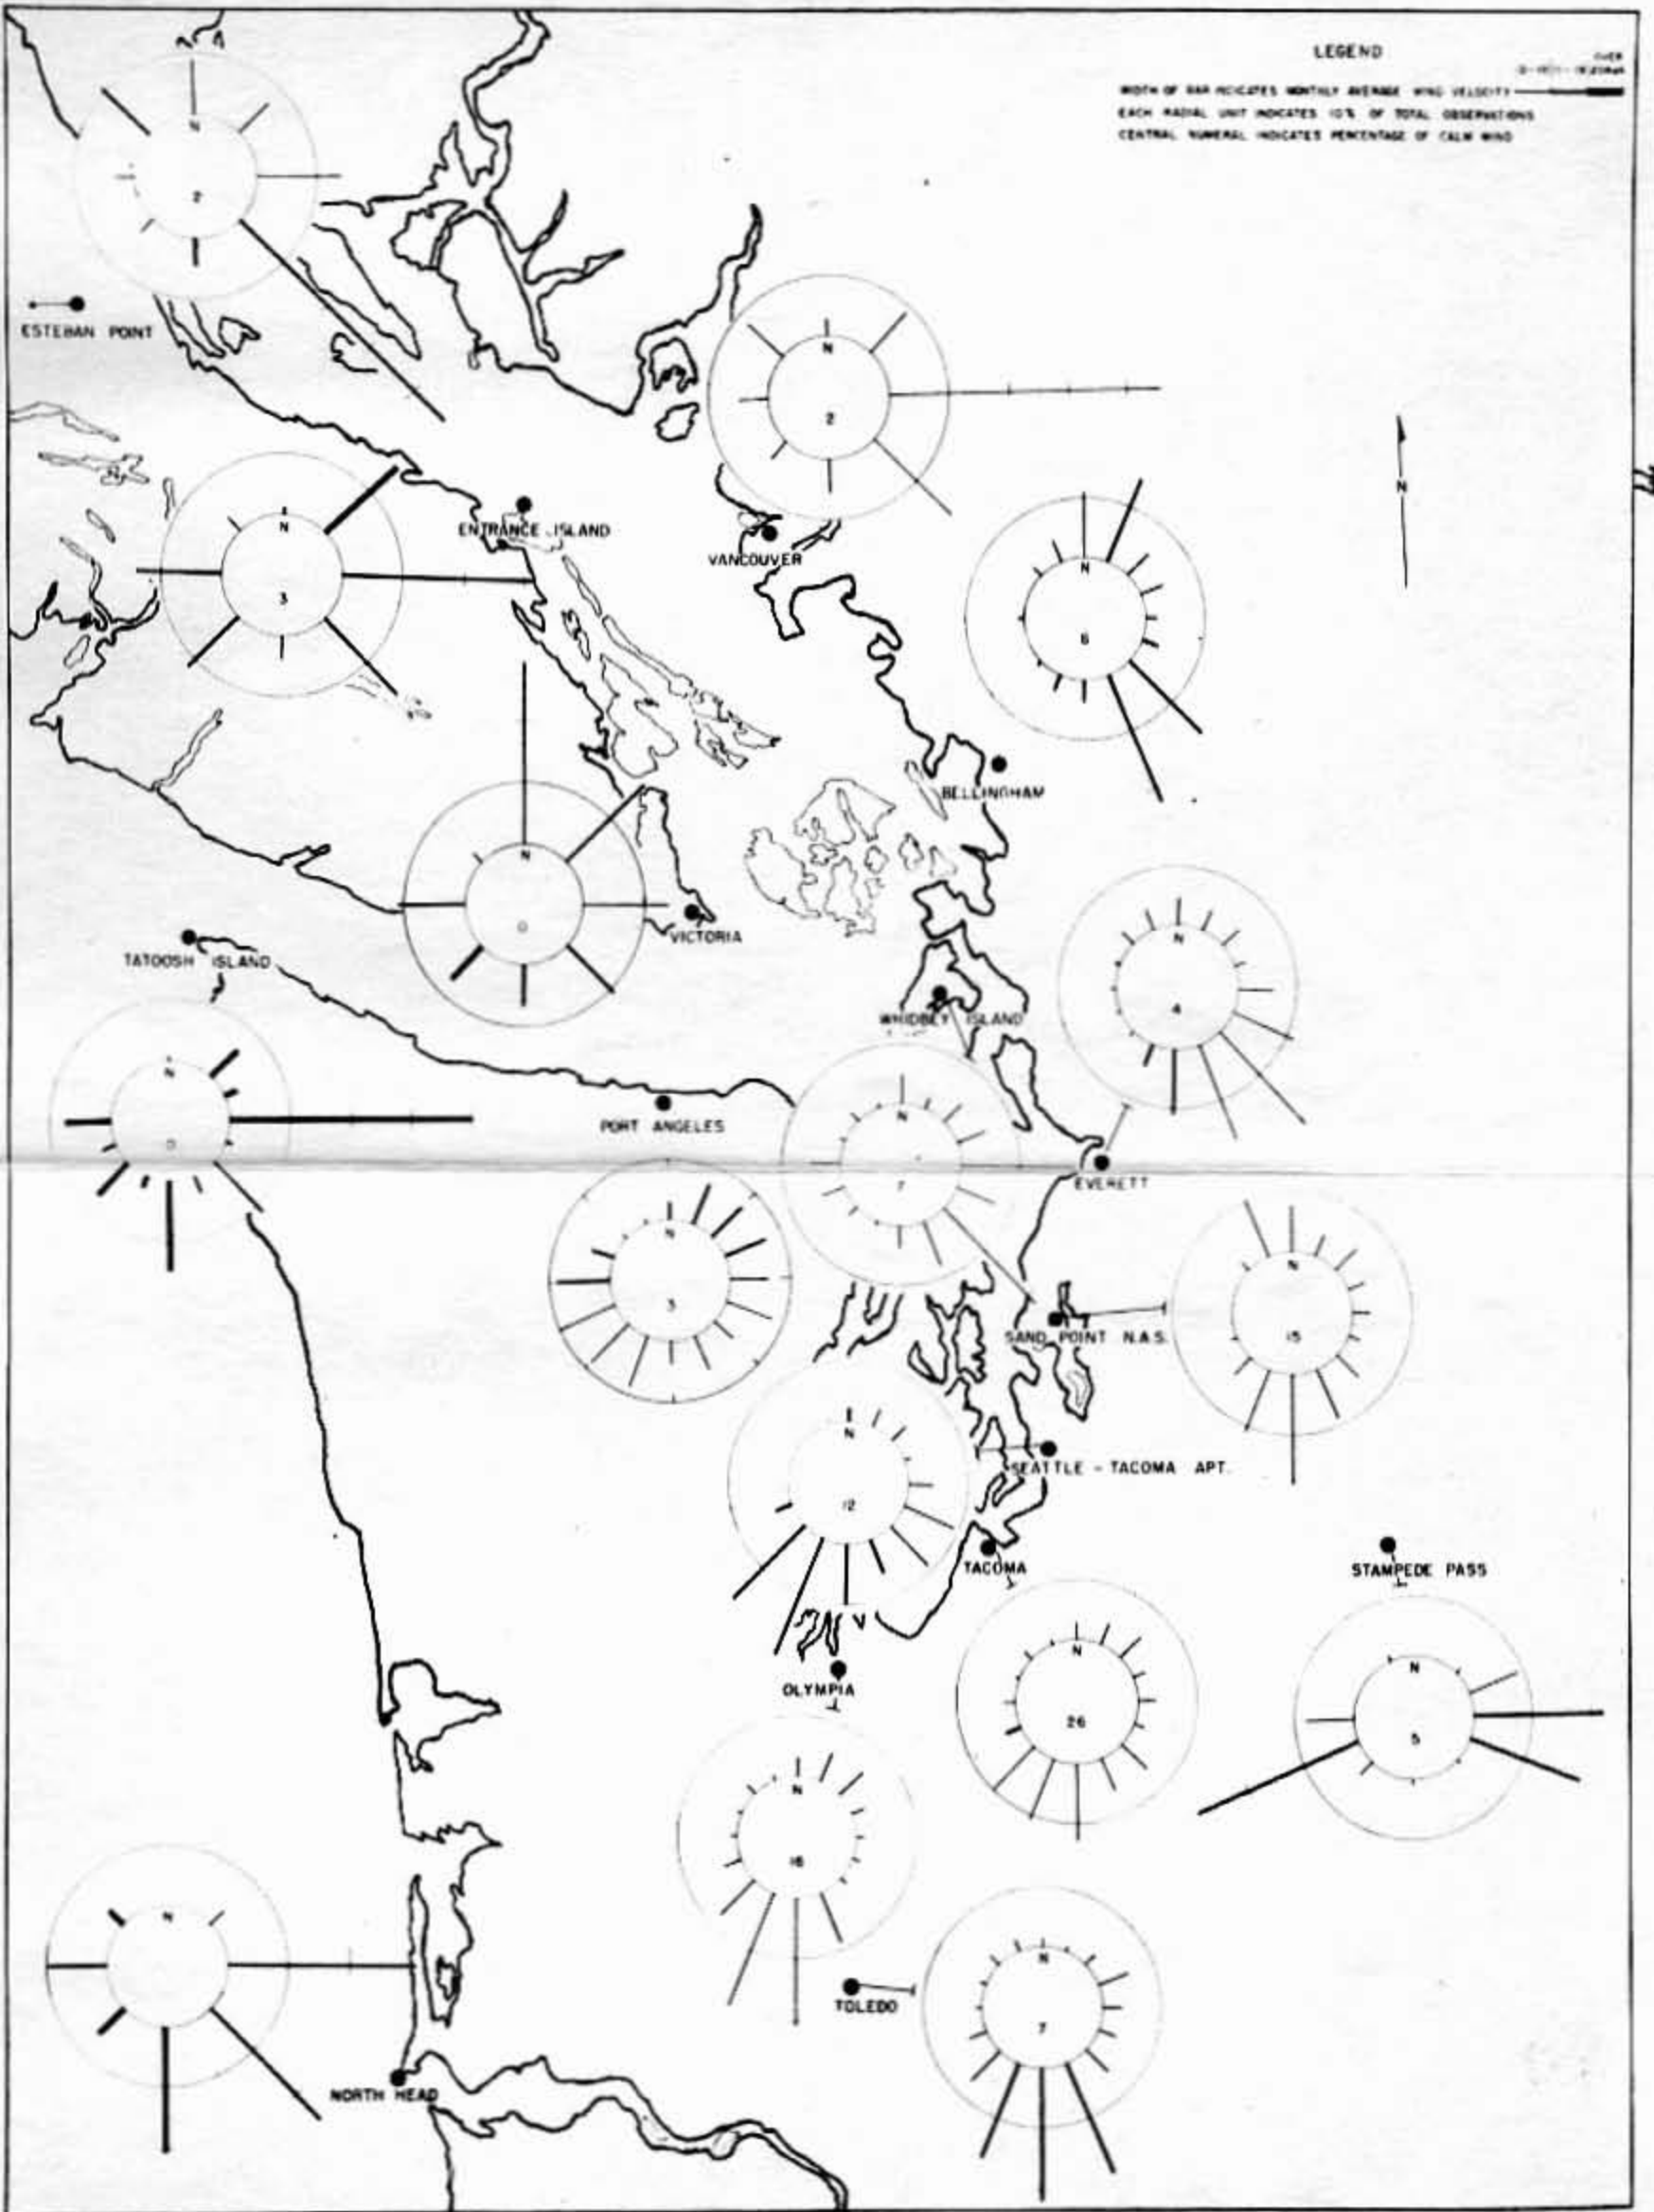 LEGEND
OVER
WIDTH OF BAR INDICATES MONTHLY AVERAGE WIND VELOCITY
EACH RADIAL UNIT INDICATES 10% OF TOTAL OBSERVATIONS
CENTRAL NUMERAL INDICATES PERCENTAGE OF CALM WIND
N
2
ESTEBAN POINT
N
2
N
77
N
3
ENTRANCE ISLAND
VANCOUVER
N
6
BELLINGHAM
N
0
VICTORIA
TATOOSH ISLAND
N
4
WHIDBEY ISLAND
N
0
PORT ANGELES
N
7
EVERETT
N
3
N
15
SAND POINT N.A.S.
N
12
SEATTLE - TACOMA APT.
TACOMA
STAMPEDE PASS
OLYMPIA
N
26
N
5
N
16
N
TOLEDO
N
7
NORTH HEAD